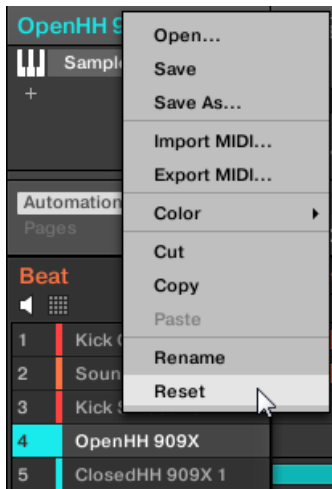 OpenHH 9
Sample
+
Automation
Pages
Beat
1 Kick
2 Soun
3 Kick S
4 OpenHH 909X
5 ClosedHH 909X 1
Open...
Save
Save As...
Import MIDI...
Export MIDI...
Color
Cut
Copy
Paste
Rename
Reset